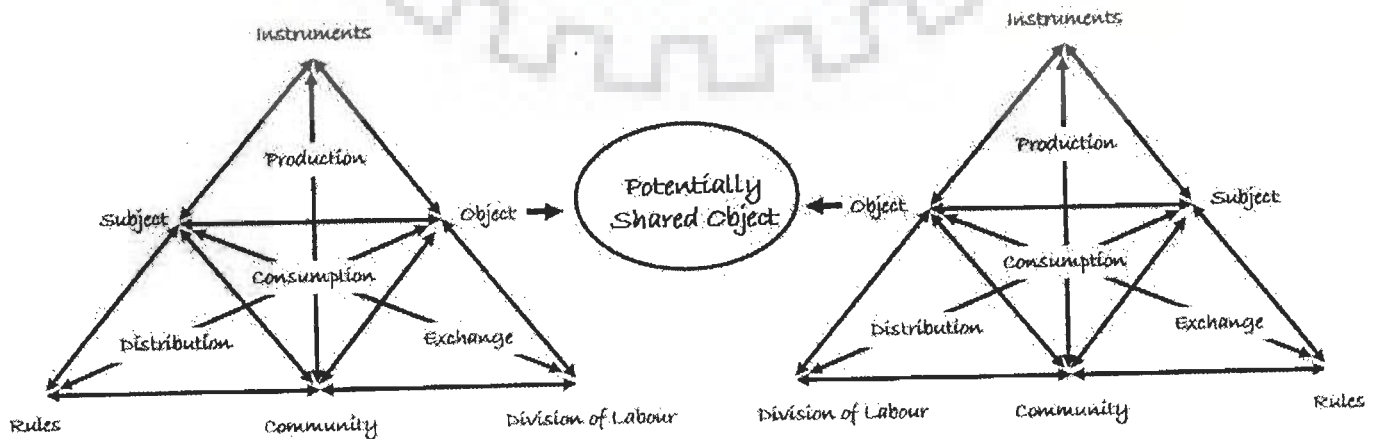 Instruments
Production
Subject
Object
Consumption
Distribution
Exchange
Rules
Community
Division of Labour
Potentially
Shared Object
Instruments
Production
Object
Subject
Consumption
Distribution
Exchange
Division of Labour
Community
Rules